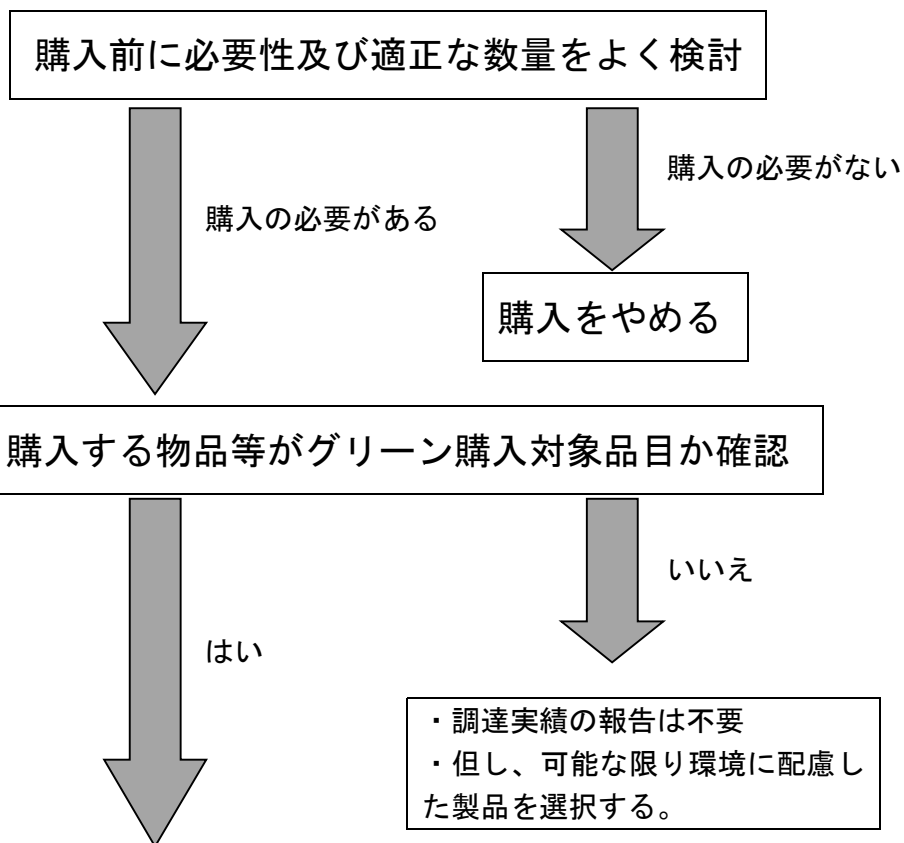 購入前に必要性及び適正な数量をよく検討
購入の必要がない
購入の必要がある
購入をやめる
購入する物品等がグリーン購入対象品目か確認
いいえ
はい
・調達実績の報告は不要
・但し、可能な限り環境に配慮し
た製品を選択する。